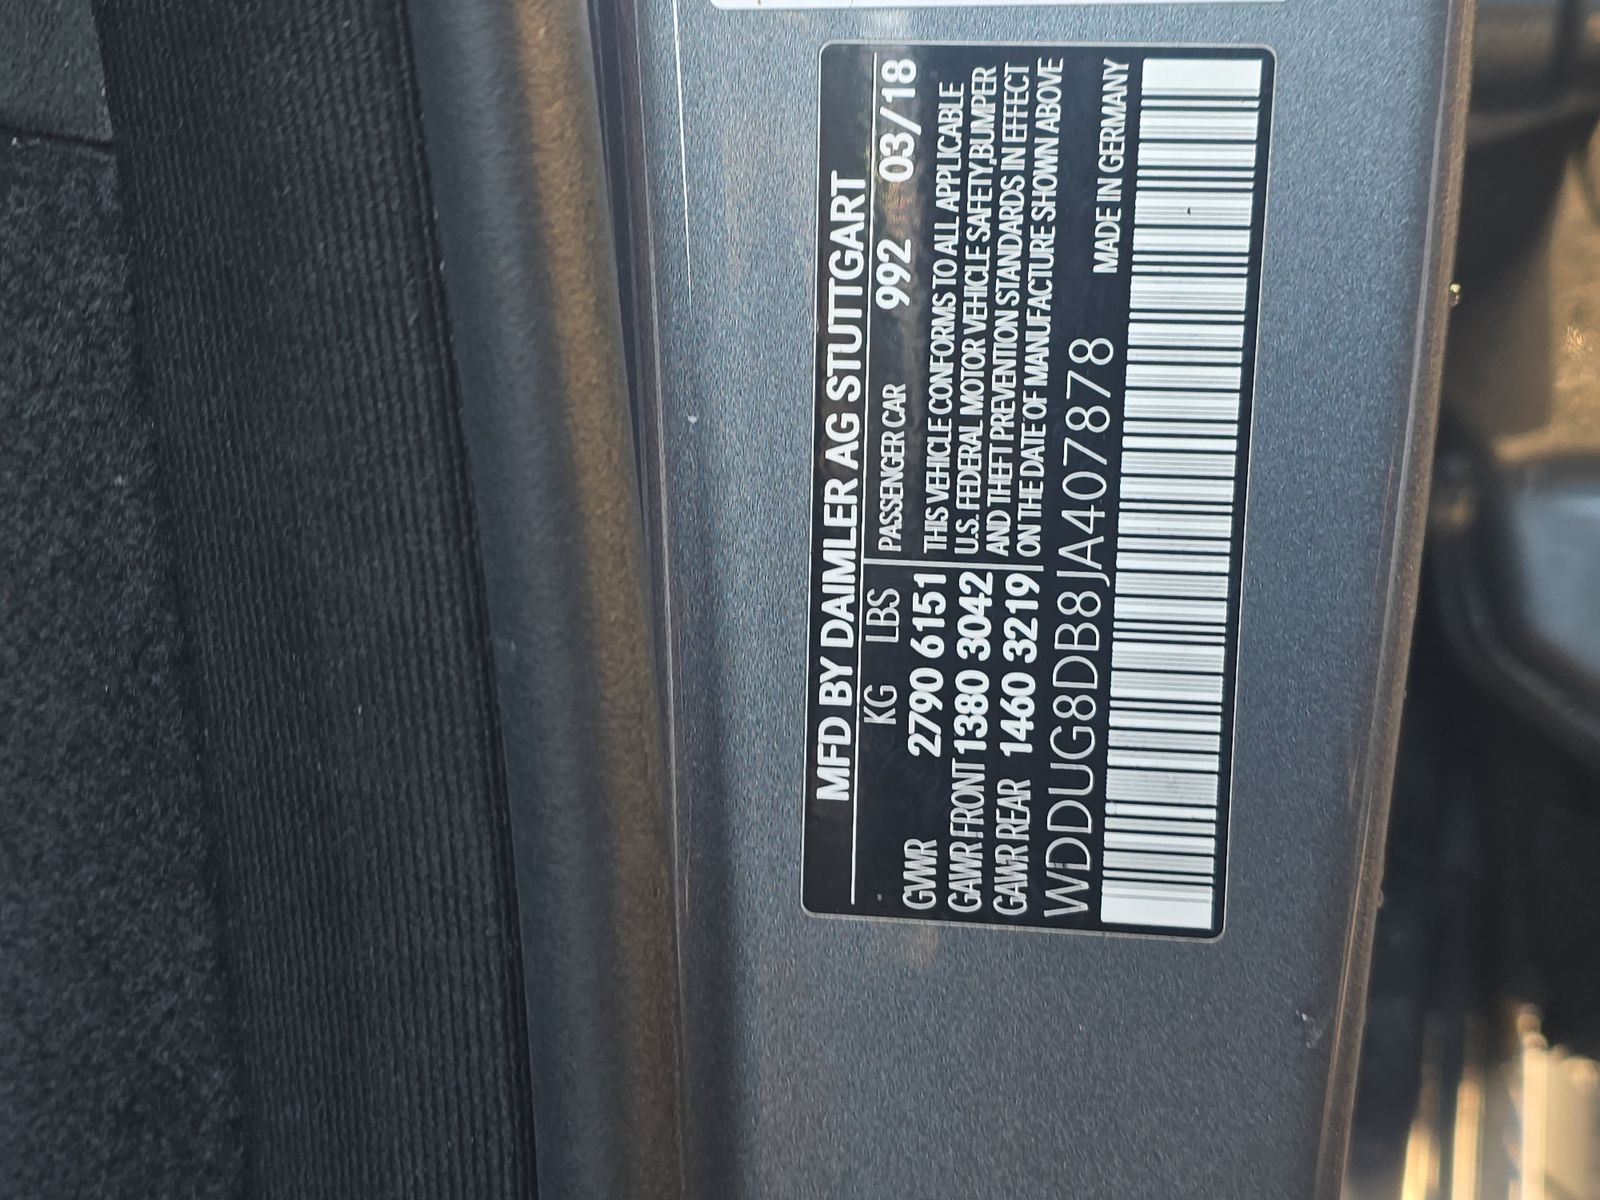 MFD BY DAIMLER AG STUTTGART
KG LBS PASSENGER CAR 992 03/18
GVWR 2790 6151 THIS VEHICLE CONFORMS TO ALL APPLICABLE
GAWR FRONT 1380 3042 U.S. FEDERAL MOTOR VEHICLE SAFETY,BUMPER
AND THEFT PREVENTION STANDARDS IN EFFECT
GAWR REAR 1460 3219 ON THE DATE OF MANUFACTURE SHOWN ABOVE
WDDUG8DB8JA407878 MADE IN GERMANY